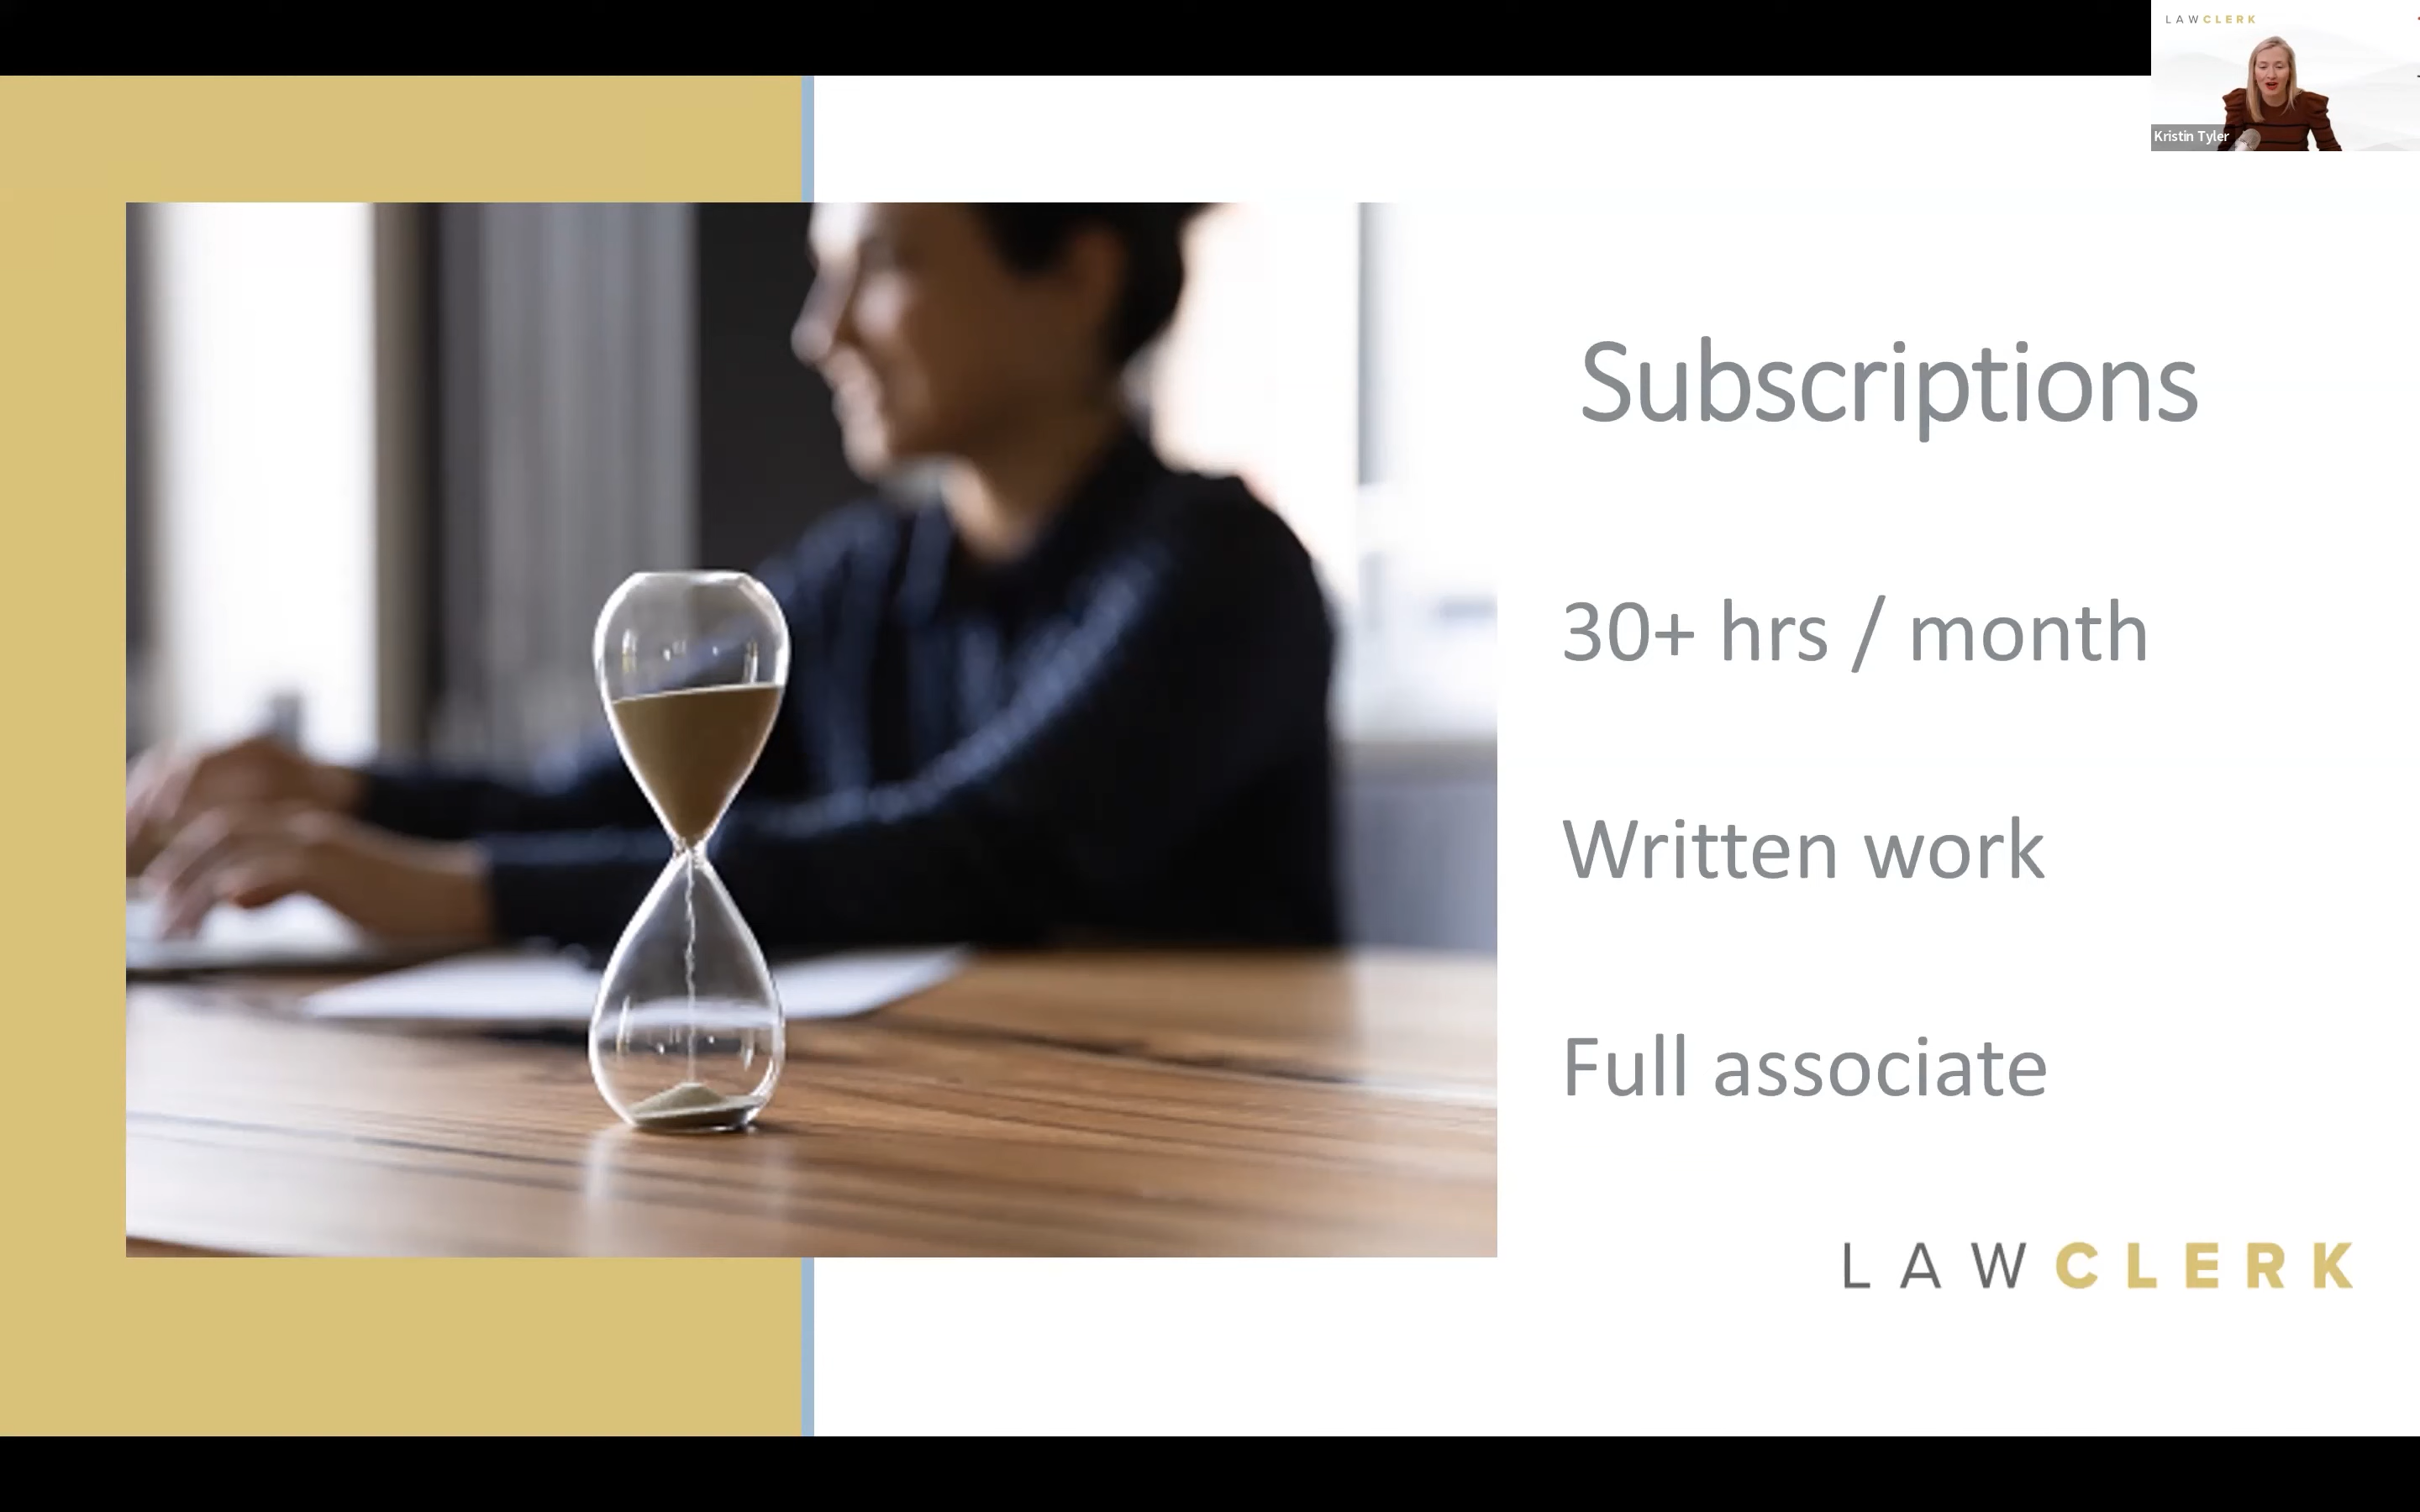 LAWCLERK
Kristin Tyler
Subscriptions
30+ hrs / month
Written work
Full associate
LAWCLERK